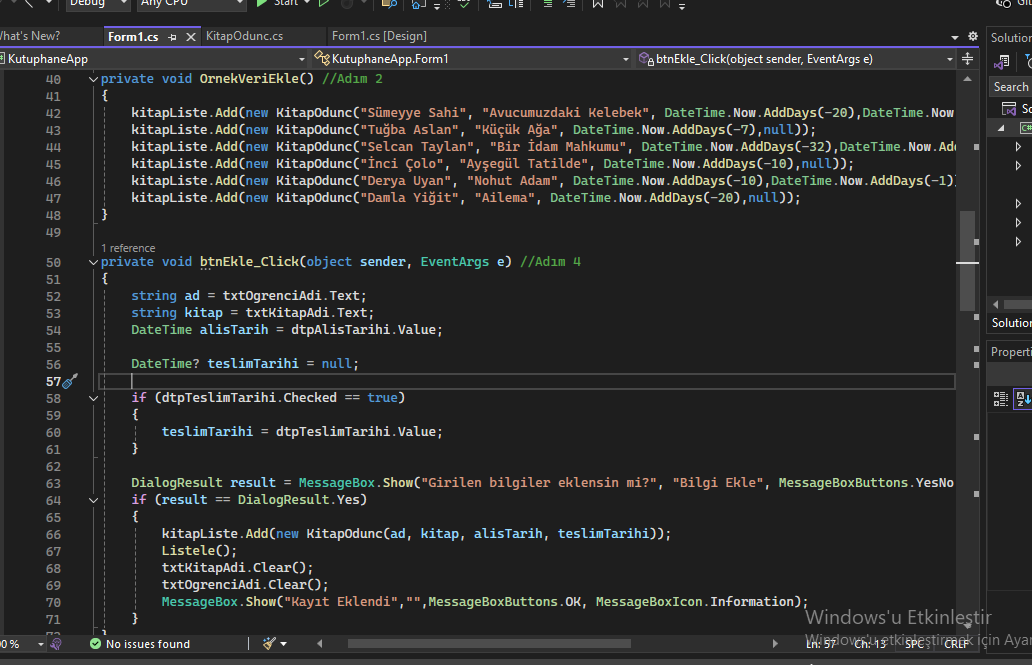 Debug Any CPU Start
hat's New? Form1.cs KitapOdunc.cs Form1.cs [Design]
KutuphaneApp KutuphaneApp.Form1 btnEkle_Click(object sender, EventArgs e)
Solution
Search
40 private void OrnekVeriEkle() //Adım 2
41 {
42 kitapListe.Add(new KitapOdunc("Sümeyye Sahi", "Avucumuzdaki Kelebek", DateTime.Now.AddDays(-20),DateTime.Now
43 kitapListe.Add(new KitapOdunc("Tuğba Aslan", "Küçük Ağa", DateTime.Now.AddDays(-7),null));
44 kitapListe.Add(new KitapOdunc("Selcan Taylan", "Bir İdam Mahkumu", DateTime.Now.AddDays(-32),DateTime.Now.Ad
45 kitapListe.Add(new KitapOdunc("İnci Çolo", "Ayşegül Tatilde", DateTime.Now.AddDays(-10),null));
46 kitapListe.Add(new KitapOdunc("Derya Uyan", "Nohut Adam", DateTime.Now.AddDays(-10),DateTime.Now.AddDays(-1)
47 kitapListe.Add(new KitapOdunc("Damla Yiğit", "Ailema", DateTime.Now.AddDays(-20),null));
48 }
49
1 reference
50 private void btnEkle_Click(object sender, EventArgs e) //Adım 4
51 {
52 string ad = txtOgrenciAdi.Text;
53 string kitap = txtKitapAdi.Text;
54 DateTime alisTarih = dtpAlisTarihi.Value;
55
56 DateTime? teslimTarihi = null;
57
58 if (dtpTeslimTarihi.Checked == true)
59 {
60 teslimTarihi = dtpTeslimTarihi.Value;
61 }
62
63 DialogResult result = MessageBox.Show("Girilen bilgiler eklensin mi?", "Bilgi Ekle", MessageBoxButtons.YesNo
64 if (result == DialogResult.Yes)
65 {
66 kitapListe.Add(new KitapOdunc(ad, kitap, alisTarih, teslimTarihi));
67 Listele();
68 txtKitapAdi.Clear();
69 txtOgrenciAdi.Clear();
70 MessageBox.Show("Kayıt Eklendi","",MessageBoxButtons.OK, MessageBoxIcon.Information);
71 }
Solution
Properti
Windows'u Etkinleştir
Windows'u etkinleştirmek için Ayar
No issues found Ln: 57 Ch: 13 SPC CRLF